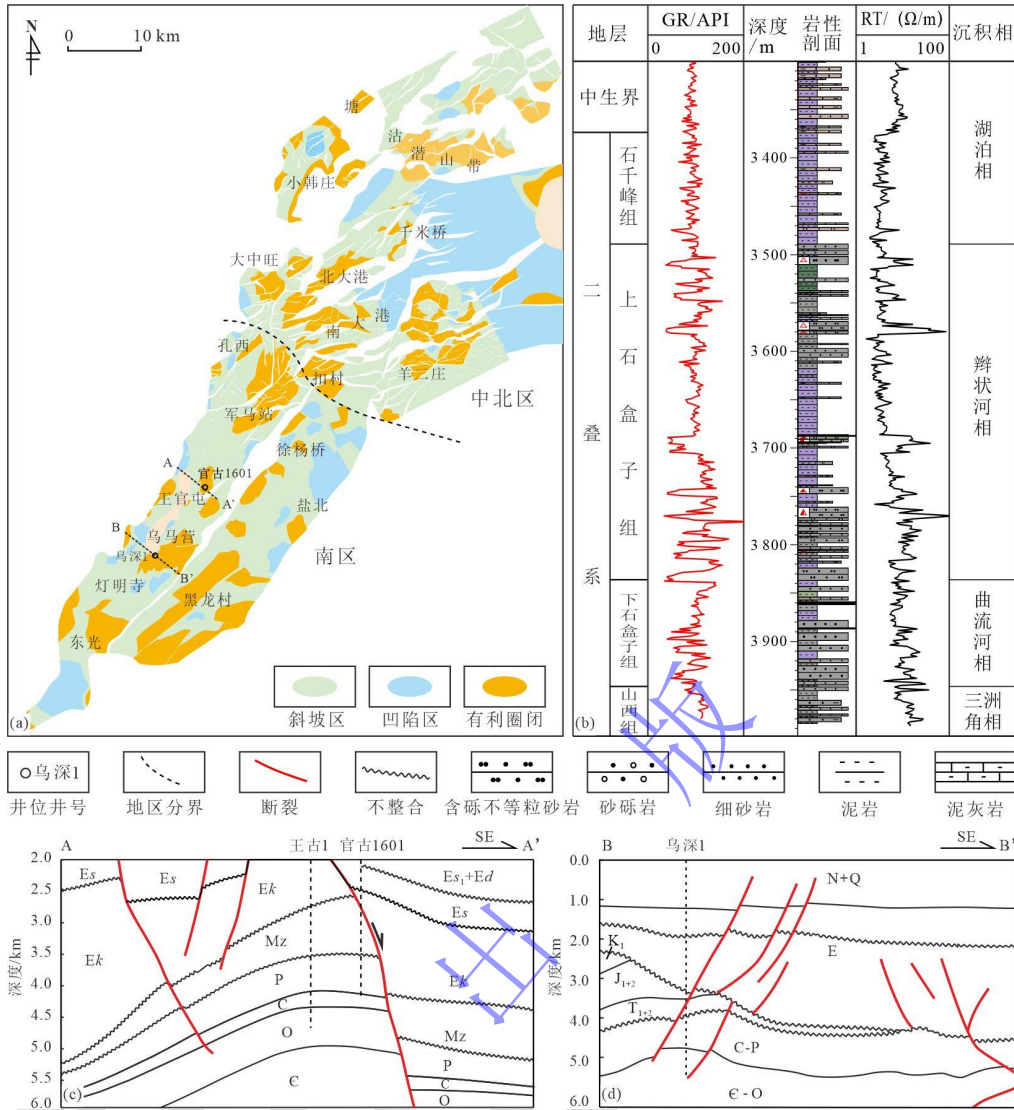 N
0 10 km
塘
沽
潜
山
带
小韩庄
千米桥
大中旺
北大港
南
大
港
孔西
扣村
羊二庄
中北区
军马站
徐杨桥
A
官古1601
王官屯
A'
盐北
B
乌马营
南区
乌深1
B'
灯明寺
黑龙村
东光
(a)
斜坡区
凹陷区
有利圈闭
地层
GR/API
0 200
深度/m
岩性剖面
RT/ (Ω/m)
1 100
沉积相
中生界
二叠系
石千峰组
上石盒子组
下石盒子组
山西组
3 400
3 500
3 600
3 700
3 800
3 900
湖泊相
辫状河相
曲流河相
三洲角相
(b)
乌深1
井位井号
地区分界
断裂
不整合
含砾不等粒砂岩
砂砾岩
细砂岩
泥岩
泥灰岩
出
版
A
王古1
官古1601
SE
A'
深度/km
2.0
2.5
3.0
3.5
4.0
4.5
5.0
5.5
6.0
Es
Es
Ek
Es₁+Ed
Es
Mz
Ek
P
Ek
C
O
Mz
P
Є
C
O
(c)
B
乌深1
SE
B'
深度/km
0.0
1.0
2.0
3.0
4.0
5.0
6.0
N+Q
E
K₁
J₁₊₂
T₁₊₂
C-P
Є-O
(d)